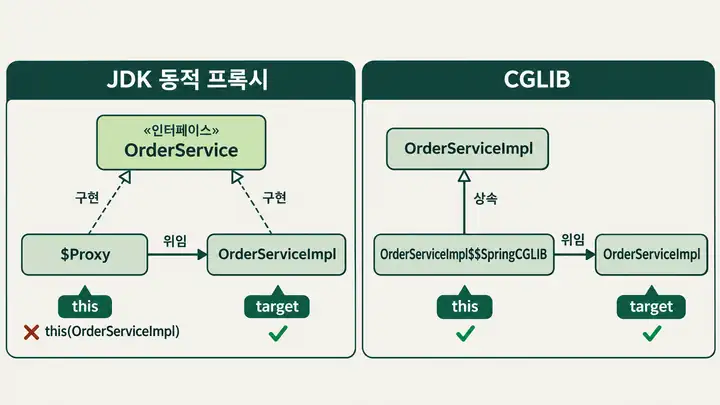 JDK 동적 프록시
«인터페이스»
OrderService
구현
구현
$Proxy
위임
OrderServiceImpl
this
target
this(OrderServiceImpl)
CGLIB
OrderServiceImpl
상속
OrderServiceImpl$$SpringCGLIB
위임
OrderServiceImpl
this
target